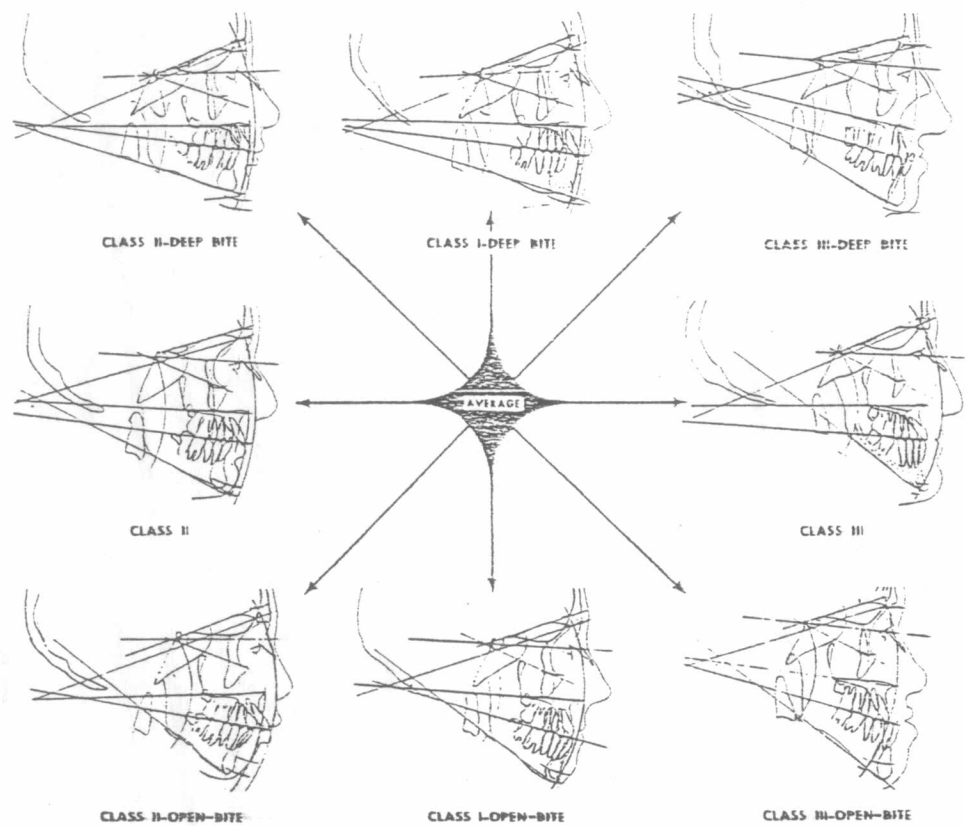 CLASS II-DEEP BITE
CLASS I-DEEP BITE
CLASS III-DEEP BITE
AVERAGE
CLASS II
CLASS III
CLASS II-OPEN-BITE
CLASS I-OPEN-BITE
CLASS III-OPEN-BITE